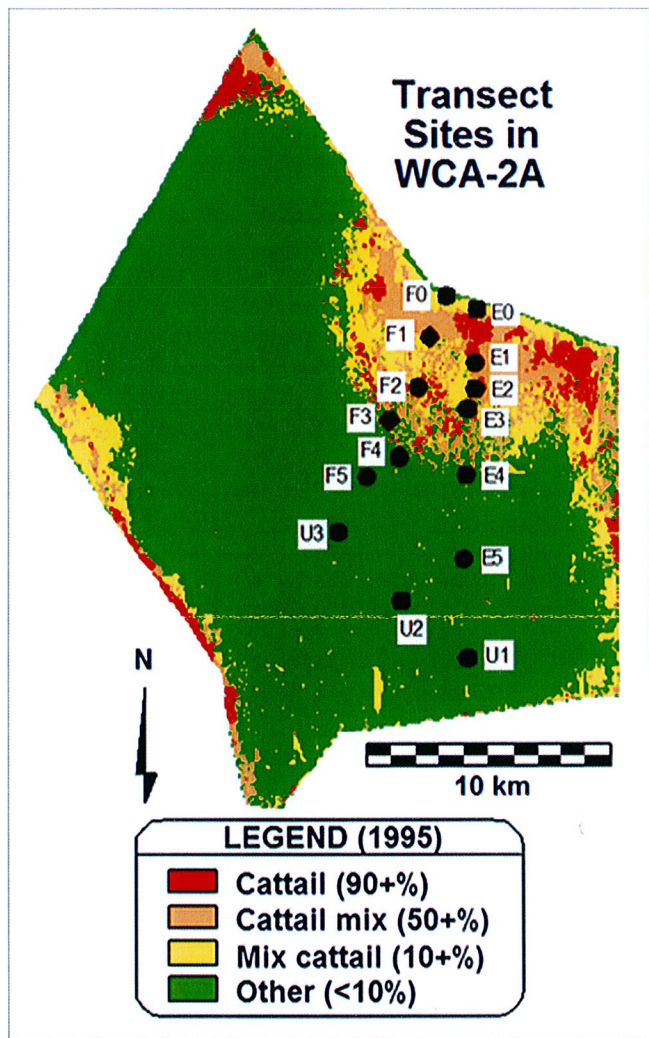 Transect
Sites in
WCA-2A
F0
E0
F1
E1
F2
E2
E3
F3
F4
F5
E4
U3
E5
U2
U1
N
10 km
LEGEND (1995)
Cattail (90+%)
Cattail mix (50+%)
Mix cattail (10+%)
Other (<10%)